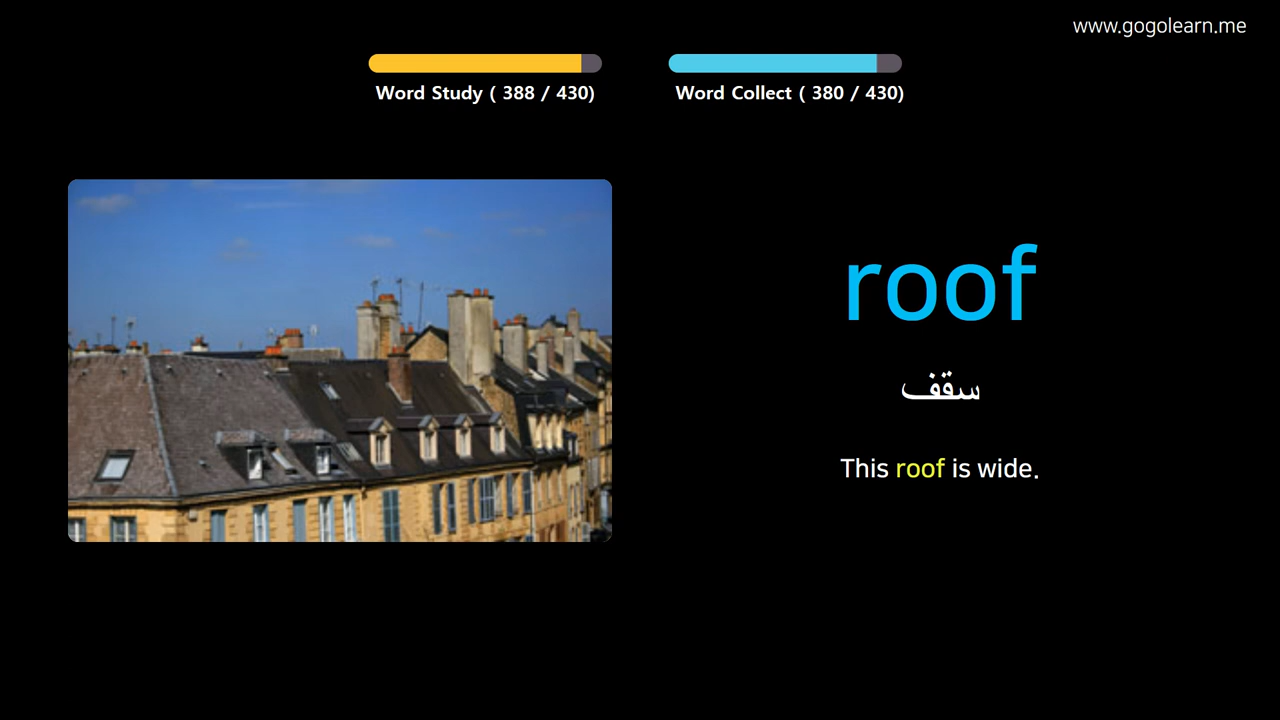 www.gogolearn.me
Word Study ( 388 / 430)
Word Collect ( 380 / 430)
roof
سقف
This roof is wide.